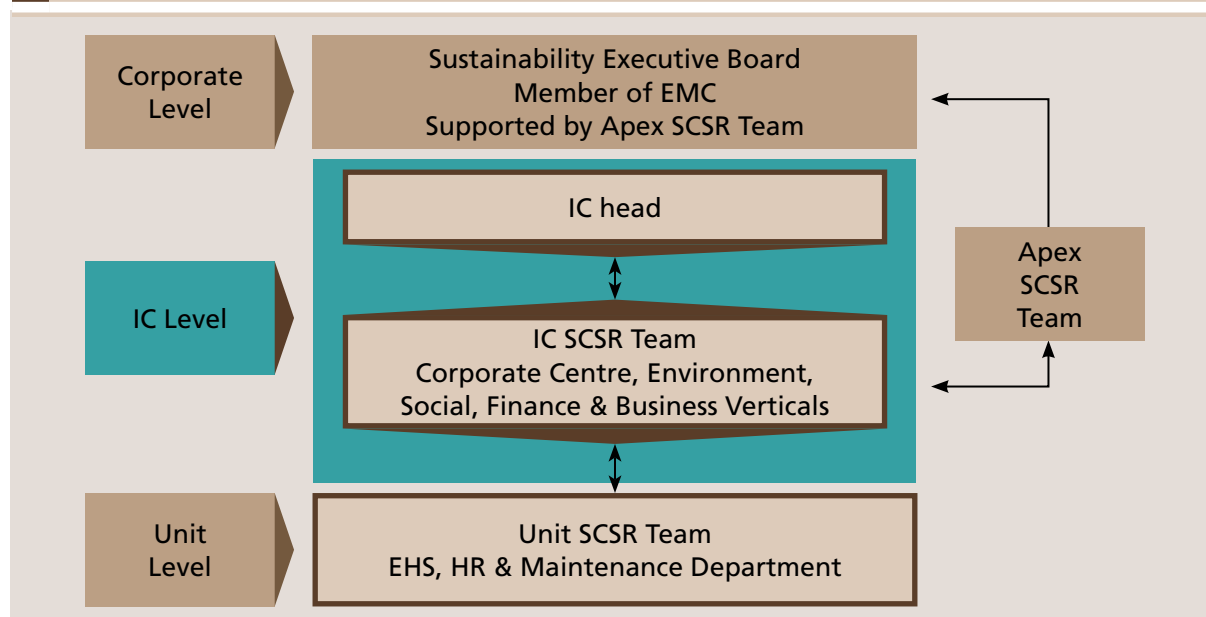 Corporate
Level
Sustainability Executive Board
Member of EMC
Supported by Apex SCSR Team
IC head
Apex
SCSR
Team
IC Level
IC SCSR Team
Corporate Centre, Environment,
Social, Finance & Business Verticals
Unit
Level
Unit SCSR Team
EHS, HR & Maintenance Department